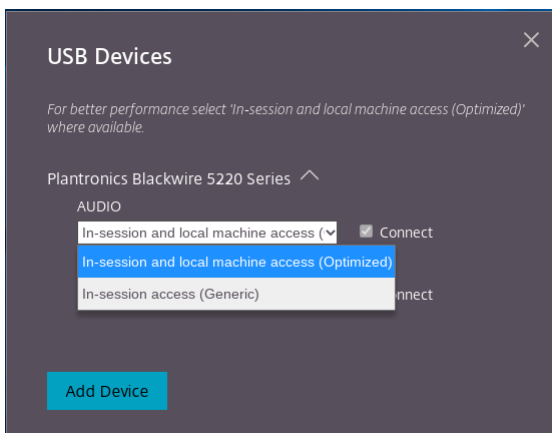 USB Devices
For better performance select 'In-session and local machine access (Optimized)'
where available.
Plantronics Blackwire 5220 Series
AUDIO
In-session and local machine access (
Connect
In-session and local machine access (Optimized)
In-session access (Generic)
nnect
Add Device